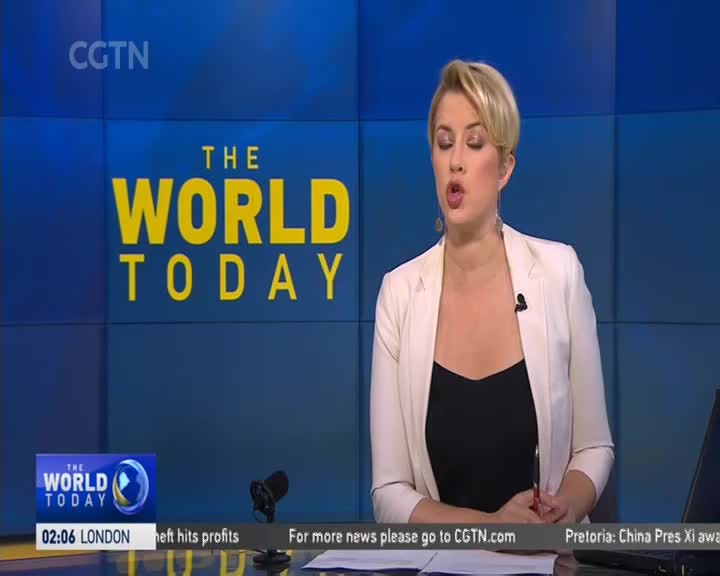 CGTN
THE
WORLD
TODAY
THE
WORLD
TODAY
02:06 LONDON
heft hits profits For more news please go to CGTN.com Pretoria: China Pres Xi awa